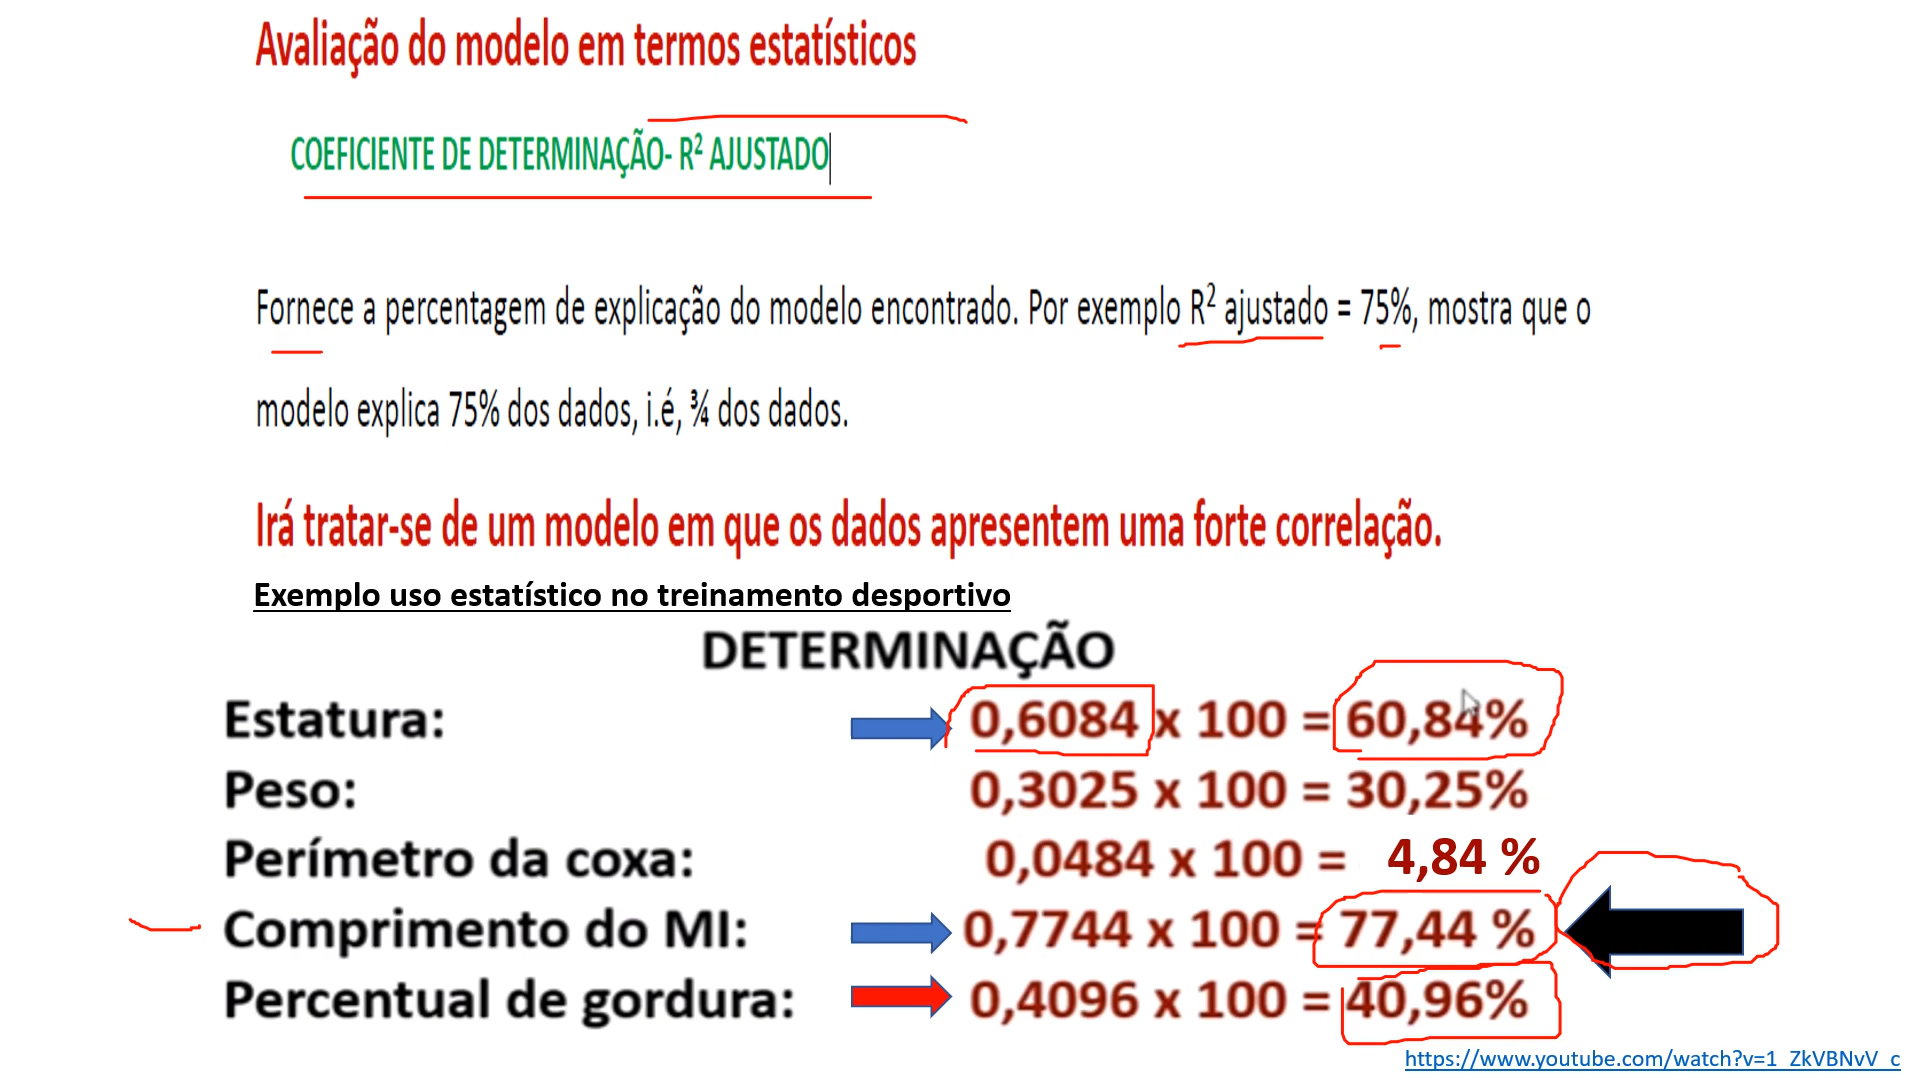 Avaliação do modelo em termos estatísticos
COEFICIENTE DE DETERMINAÇÃO- R² AJUSTADO
Fornece a percentagem de explicação do modelo encontrado. Por exemplo R² ajustado = 75%, mostra que o
modelo explica 75% dos dados, i.é, ¾ dos dados.
Irá tratar-se de um modelo em que os dados apresentem uma forte correlação.
Exemplo uso estatístico no treinamento desportivo
DETERMINAÇÃO
Estatura: 0,6084 x 100 = 60,84%
Peso: 0,3025 x 100 = 30,25%
Perímetro da coxa: 0,0484 x 100 = 4,84 %
Comprimento do MI: 0,7744 x 100 = 77,44 %
Percentual de gordura: 0,4096 x 100 = 40,96%
https://www.youtube.com/watch?v=1_ZkVBNvV_c